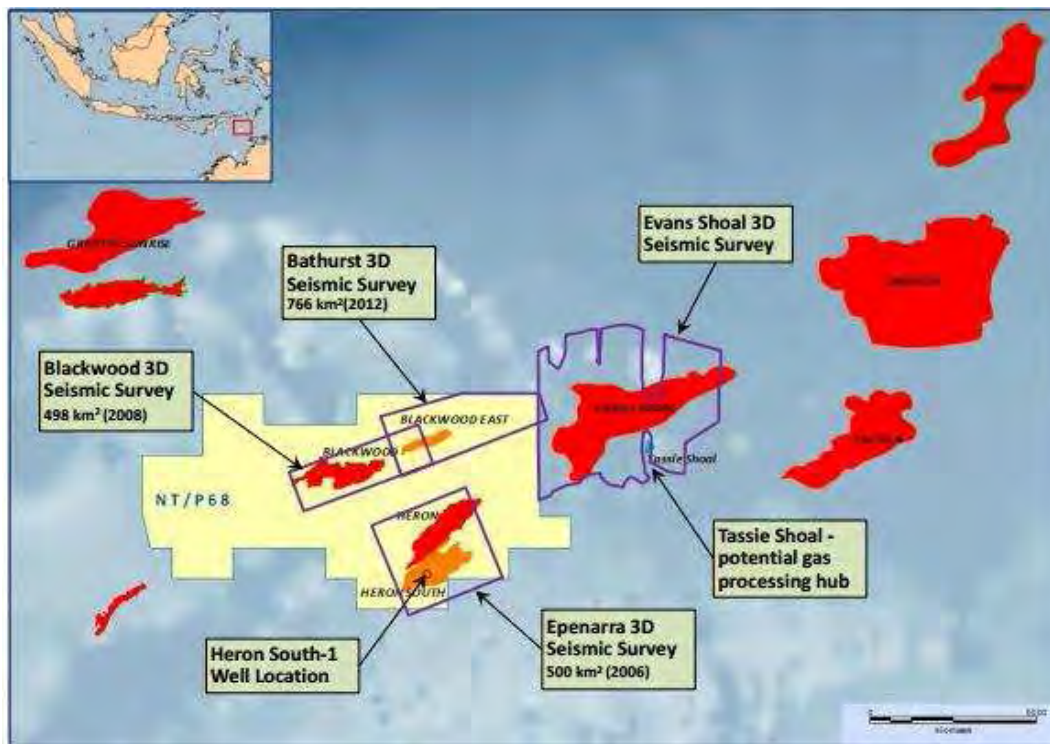 Evans Shoal 3D
Seismic Survey
Bathurst 3D
Seismic Survey
766 km²(2012)
Blackwood 3D
Seismic Survey
498 km² (2008)
BLACKWOOD EAST
BLACKWOOD
Tassie Shoal
NT/P68
HERON
HERON SOUTH
Tassie Shoal -
potential gas
processing hub
Heron South-1
Well Location
Epenarra 3D
Seismic Survey
500 km² (2006)